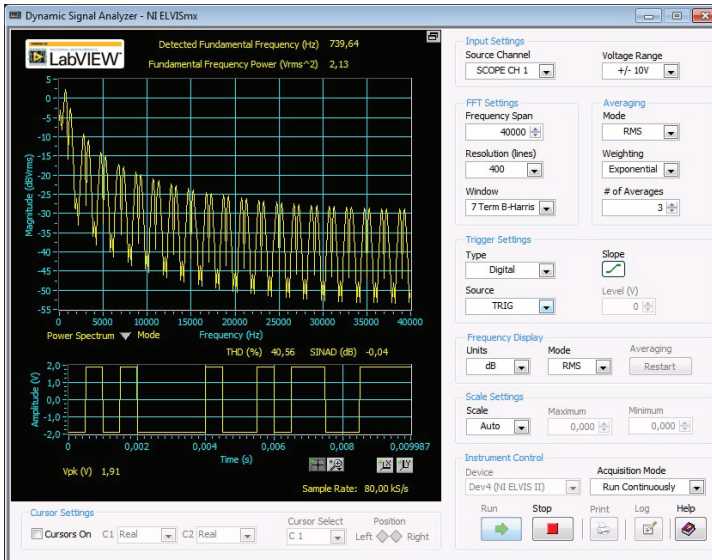 Dynamic Signal Analyzer - NI ELVISmx
LabVIEW
Detected Fundamental Frequency (Hz) 739,64
Fundamental Frequency Power (Vrms^2) 2,13
Magnitude (dBVrms)
5
0
-5
-10
-15
-20
-25
-30
-35
-40
-45
-50
-55
0 5000 10000 15000 20000 25000 30000 35000 40000
Power Spectrum Mode Frequency (Hz)
THD (%) 40,56 SINAD (dB) -0,04
Amplitude (V)
2,0
1,0
0,0
-1,0
-2,0
0 0,002 0,004 0,006 0,008 0,009987
Time (s)
Vpk (V) 1,91
Sample Rate: 80,00 kS/s
Cursor Settings
Cursors On C1 Real C2 Real
Cursor Select
C 1
Position
Left Right
Input Settings
Source Channel
SCOPE CH 1
Voltage Range
+/- 10V
FFT Settings
Frequency Span
40000
Resolution (lines)
400
Window
7 Term B-Harris
Averaging
Mode
RMS
Weighting
Exponential
# of Averages
3
Trigger Settings
Type
Digital
Slope
Source
TRIG
Level (V)
0
Frequency Display
Units
dB
Mode
RMS
Averaging
Restart
Scale Settings
Scale
Auto
Maximum
0,000
Minimum
0,000
Instrument Control
Device
Dev4 (NI ELVIS II)
Acquisition Mode
Run Continuously
Run Stop Print Log Help